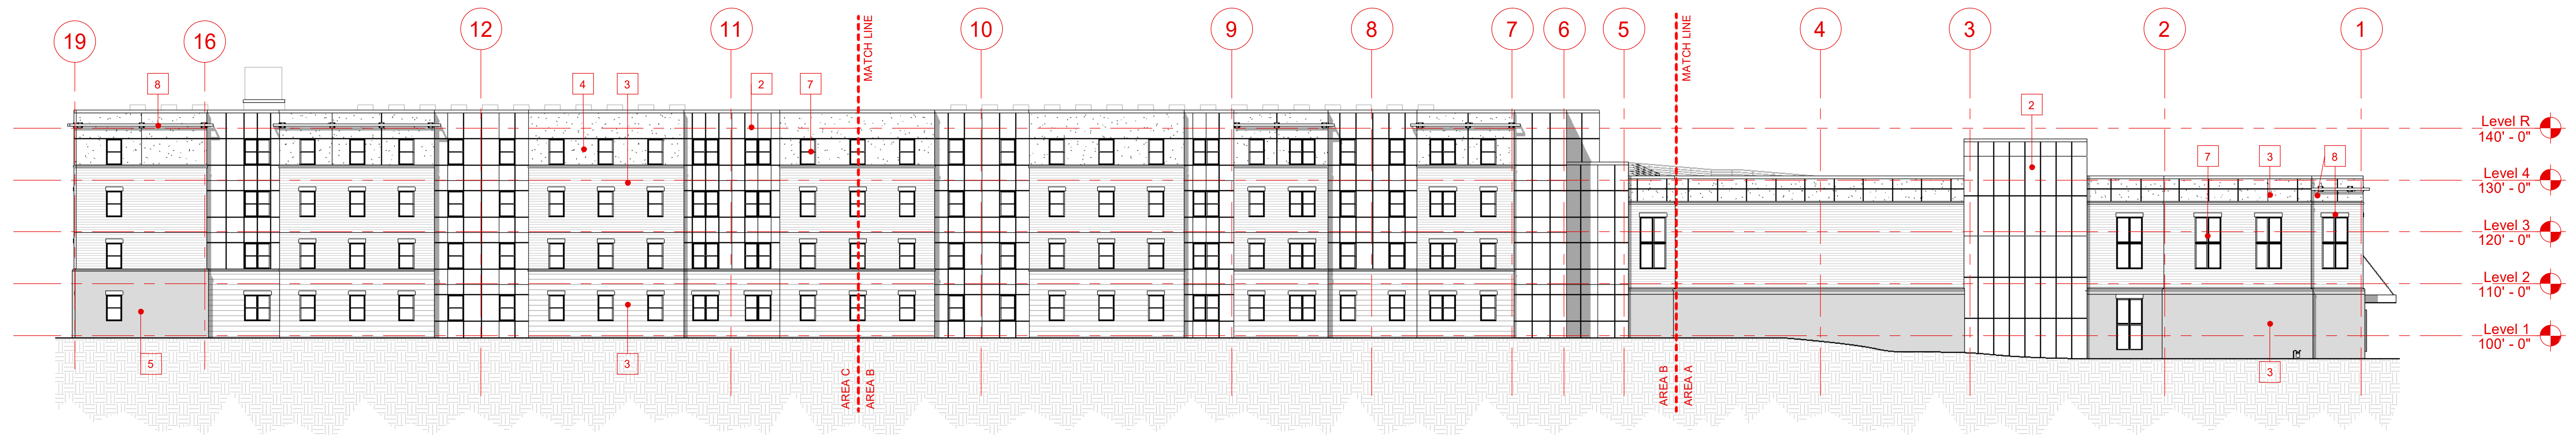 19
16
12
11
10
9
8
7
6
5
4
3
2
1
MATCH LINE
MATCH LINE
8
4
3
2
7
2
7
3
8
Level R
140' - 0"
Level 4
130' - 0"
Level 3
120' - 0"
Level 2
110' - 0"
Level 1
100' - 0"
5
3
3
AREA C
AREA B
AREA B
AREA A